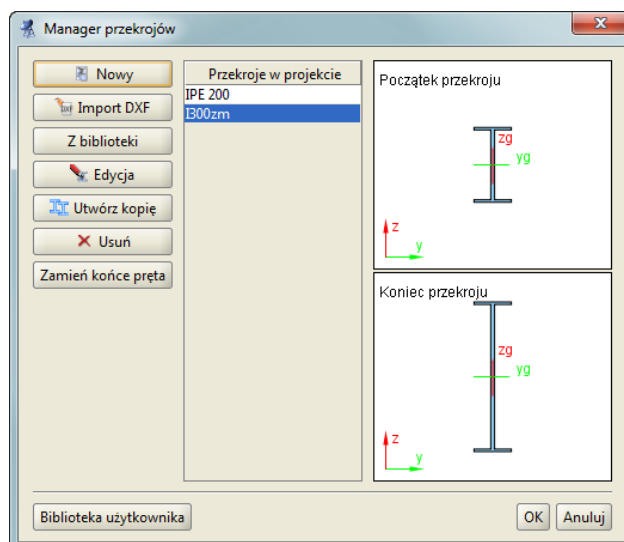 Manager przekrojów
Nowy
Import DXF
Z biblioteki
Edycja
Utwórz kopię
Usuń
Zamień końce pręta
Przekroje w projekcie
IPE 200
I300zm
Początek przekroju
zg
yg
z
y
Koniec przekroju
zg
yg
z
y
Biblioteka użytkownika
OK
Anuluj